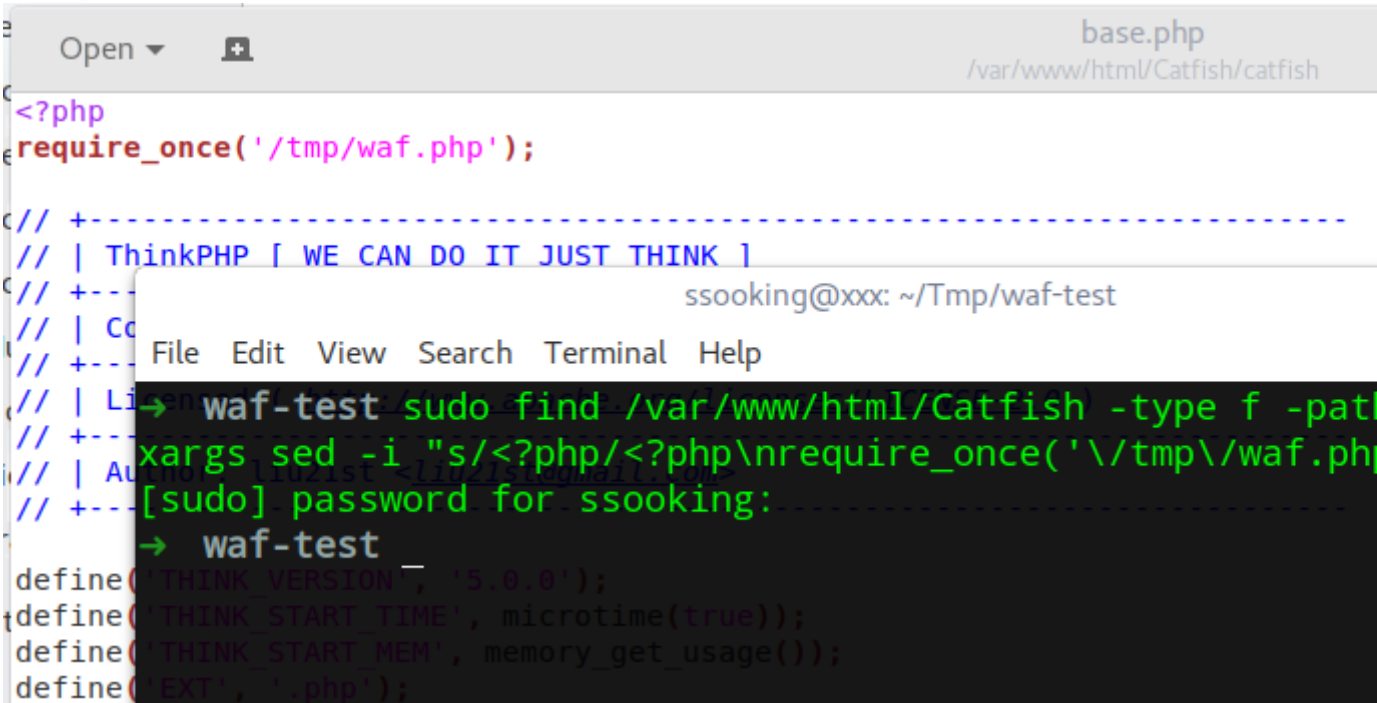 Open
base.php
/var/www/html/Catfish/catfish
<?php
require_once('/tmp/waf.php');
// +----------------------------------------------------------------------
// | ThinkPHP [ WE CAN DO IT JUST THINK ]
// +---
// | Co
// +---
// | Li
// +---
// | Au
// +---
define('THINK_VERSION', '5.0.0');
define('THINK_START_TIME', microtime(true));
define('THINK_START_MEM', memory_get_usage());
define('EXT', '.php');
ssooking@xxx: ~/Tmp/waf-test
File Edit View Search Terminal Help
→ waf-test sudo find /var/www/html/Catfish -type f -path
xargs sed -i "s/<?php/<?php\nrequire_once('\/tmp\/waf.php
[sudo] password for ssooking:
→ waf-test